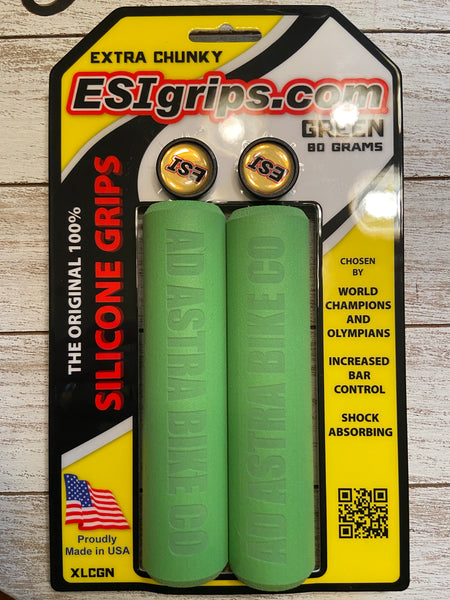 EXTRA CHUNKY
ESIgrips.com
GREEN
80 GRAMS
ESI
ESI
THE ORIGINAL 100%
SILICONE GRIPS
AD ASTRA BIKE CO
AD ASTRA BIKE CO
CHOSEN
BY
WORLD
CHAMPIONS
AND
OLYMPIANS
INCREASED
BAR
CONTROL
SHOCK
ABSORBING
Proudly
Made in USA
XLCGN